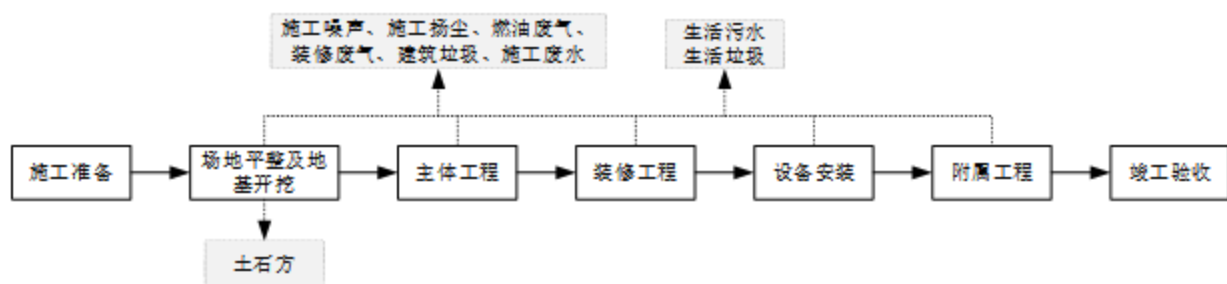 施工噪声、施工扬尘、燃油废气、
装修废气、建筑垃圾、施工废水
生活污水
生活垃圾
施工准备
场地平整及地
基开挖
主体工程
装修工程
设备安装
附属工程
竣工验收
土石方